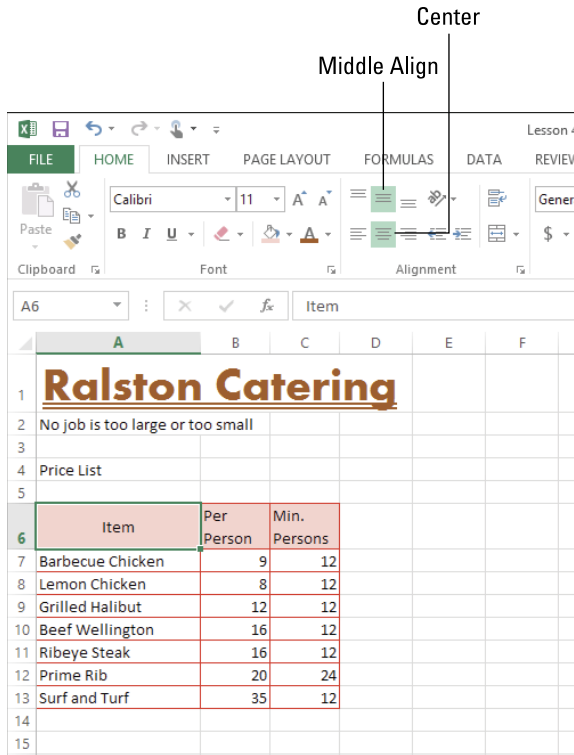 Center
Middle Align
Lesson 4
FILE HOME INSERT PAGE LAYOUT FORMULAS DATA REVIEW
Calibri 11 A A Gener
Paste B I U A $
Clipboard Font Alignment
A6 fx Item
A B C D E F
1 Ralston Catering
2 No job is too large or too small
3
4 Price List
5
6 Item Per Person Min. Persons
7 Barbecue Chicken 9 12
8 Lemon Chicken 8 12
9 Grilled Halibut 12 12
10 Beef Wellington 16 12
11 Ribeye Steak 16 12
12 Prime Rib 20 24
13 Surf and Turf 35 12
14
15